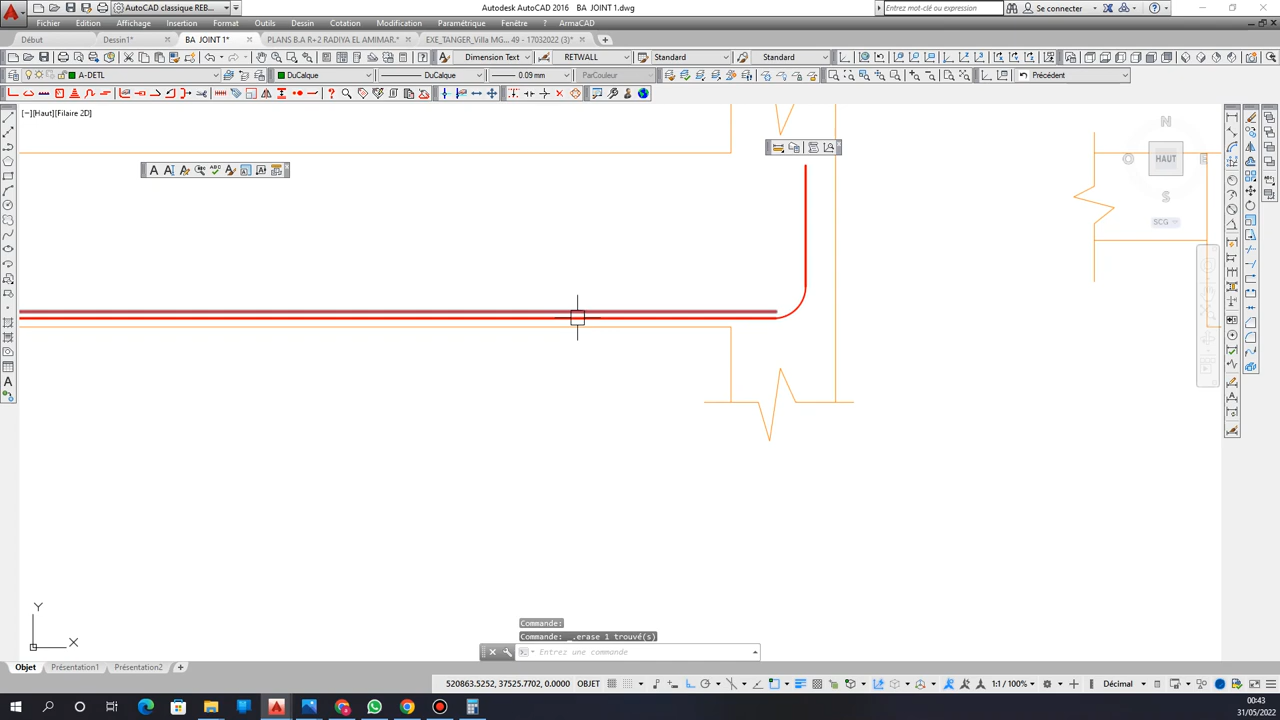 AutoCAD classique REB...
Autodesk AutoCAD 2016 BA JOINT 1.dwg
Entrez mot-clé ou expression
Se connecter
Fichier Edition Affichage Insertion Format Outils Dessin Cotation Modification Paramétrique Fenêtre ? ArmaCAD
Début Dessin1* BA JOINT 1* PLANS B.A R+2 RADIYA EL AMIMAR.* EXE_TANGER_Villa MG... 49 - 17032022 (3)*
Dimension Text RETWALL Standard Standard
A-DETL DuCalque DuCalque 0.09 mm ParCouleur Précédent
[−][Haut][Filaire 2D]
N
O HAUT E
S
SCG
Y
X
Commande:
Commande: _.erase 1 trouvé(s)
Entrez une commande
Objet Présentation1 Présentation2 +
520863.5252, 37525.7702, 0.0000 OBJET 1:1 / 100% Décimal
00:43
31/05/2022